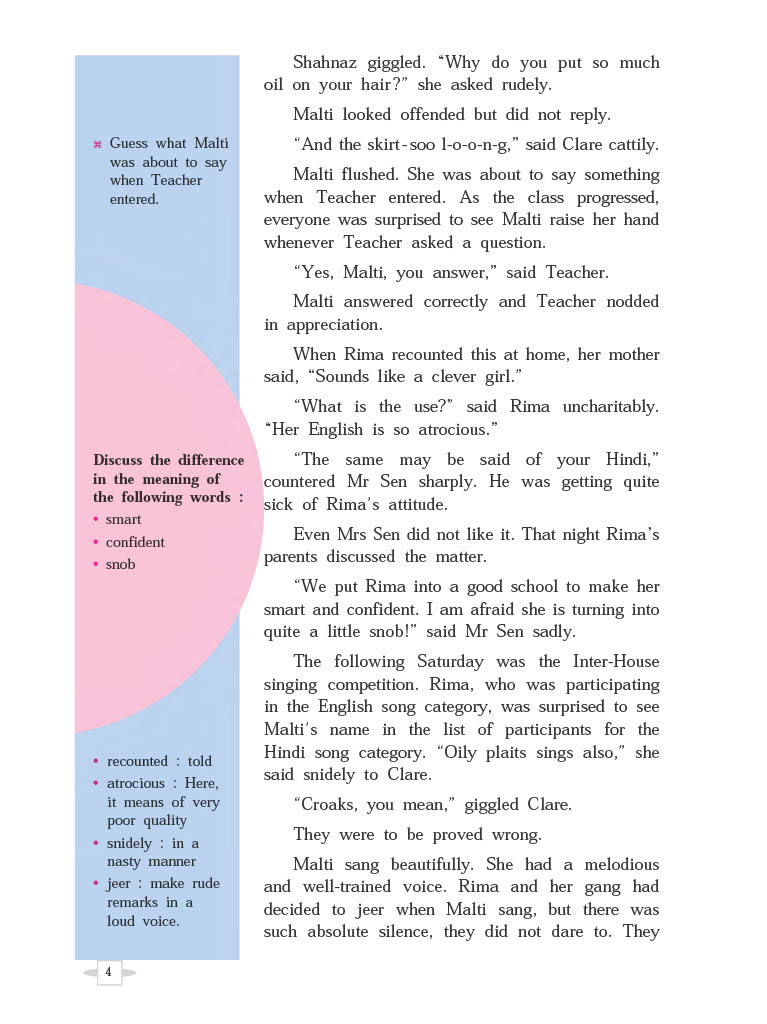 Shahnaz giggled. “Why do you put so much
oil on your hair?” she asked rudely.
Malti looked offended but did not reply.
“And the skirt-soo l-o-o-n-g,” said Clare cattily.
Malti flushed. She was about to say something
when Teacher entered. As the class progressed,
everyone was surprised to see Malti raise her hand
whenever Teacher asked a question.
“Yes, Malti, you answer,” said Teacher.
Malti answered correctly and Teacher nodded
in appreciation.
When Rima recounted this at home, her mother
said, “Sounds like a clever girl.”
“What is the use?” said Rima uncharitably.
“Her English is so atrocious.”
“The same may be said of your Hindi,”
countered Mr Sen sharply. He was getting quite
sick of Rima’s attitude.
Even Mrs Sen did not like it. That night Rima’s
parents discussed the matter.
“We put Rima into a good school to make her
smart and confident. I am afraid she is turning into
quite a little snob!” said Mr Sen sadly.
The following Saturday was the Inter-House
singing competition. Rima, who was participating
in the English song category, was surprised to see
Malti’s name in the list of participants for the
Hindi song category. “Oily plaits sings also,” she
said snidely to Clare.
“Croaks, you mean,” giggled Clare.
They were to be proved wrong.
Malti sang beautifully. She had a melodious
and well-trained voice. Rima and her gang had
decided to jeer when Malti sang, but there was
such absolute silence, they did not dare to. They
⌘ Guess what Malti
was about to say
when Teacher
entered.
Discuss the difference
in the meaning of
the following words :
• smart
• confident
• snob
• recounted : told
• atrocious : Here,
it means of very
poor quality
• snidely : in a
nasty manner
• jeer : make rude
remarks in a
loud voice.
4